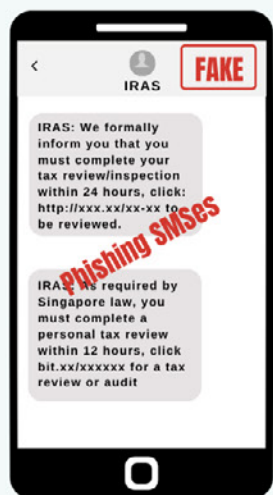 <
IRAS
FAKE
IRAS: We formally
inform you that you
must complete your
tax review/inspection
within 24 hours, click:
http://xxx.xx/xx-xx to
be reviewed.
Phishing SMSes
IRAS: As required by
Singapore law, you
must complete a
personal tax review
within 12 hours, click
bit.xx/xxxxxx for a tax
review or audit